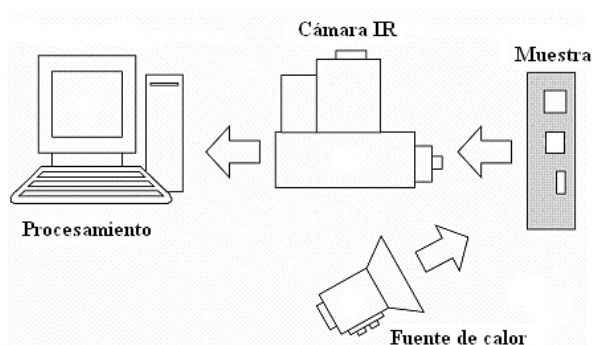 Cámara IR
Muestra
Procesamiento
Fuente de calor